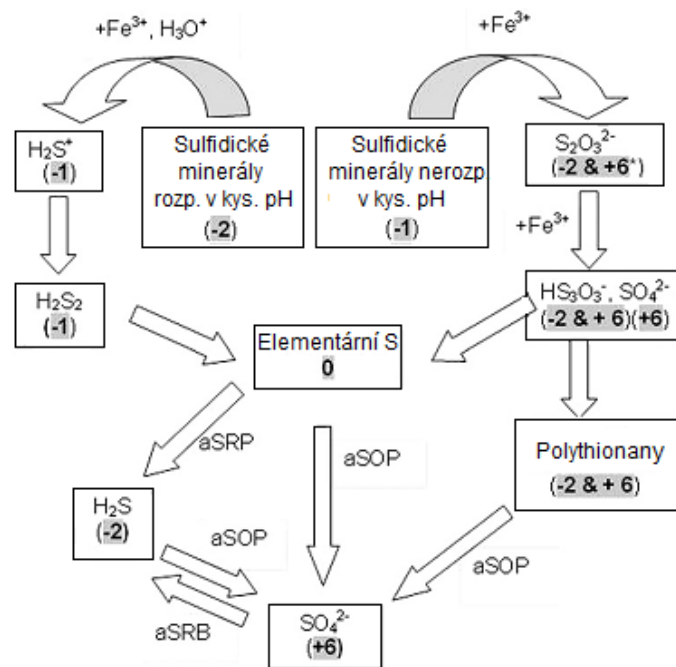 +Fe³⁺, H₃O⁺
+Fe³⁺
H₂S⁺
(-1)
Sulfidické
minerály
rozp. v kys. pH
(-2)
Sulfidické
minerály nerozp
v kys. pH
(-1)
S₂O₃²⁻
(-2 & +6*)
+Fe³⁺
H₂S₂
(-1)
HS₃O₃⁻, SO₄²⁻
(-2 & + 6)(+6)
Elementární S
0
aSRP
aSOP
Polythionany
(-2 & + 6)
H₂S
(-2)
aSOP
aSOP
aSRB
SO₄²⁻
(+6)